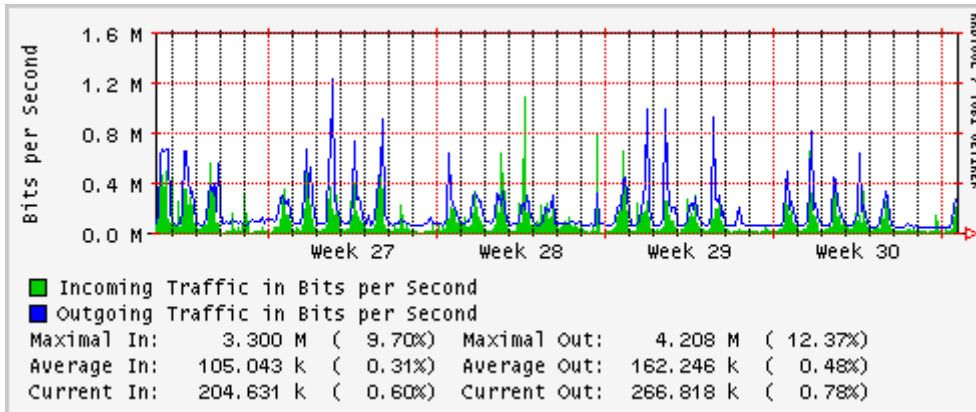 1.6 M
1.2 M
0.8 M
0.4 M
0.0 M
Bits per Second
Week 27 Week 28 Week 29 Week 30
Incoming Traffic in Bits per Second
Outgoing Traffic in Bits per Second
Maximal In: 3.300 M ( 9.70%) Maximal Out: 4.208 M ( 12.37%)
Average In: 105.043 k ( 0.31%) Average Out: 162.246 k ( 0.48%)
Current In: 204.631 k ( 0.60%) Current Out: 266.818 k ( 0.78%)